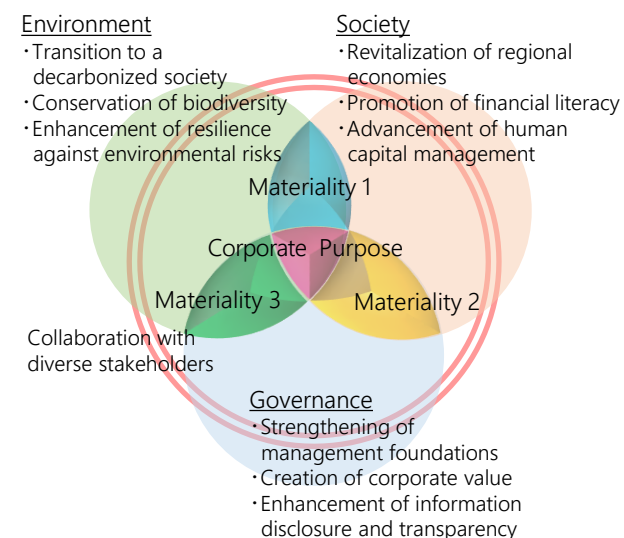 Environment
・Transition to a
decarbonized society
・Conservation of biodiversity
・Enhancement of resilience
against environmental risks
Society
・Revitalization of regional
economies
・Promotion of financial literacy
・Advancement of human
capital management
Materiality 1
Corporate Purpose
Materiality 3
Materiality 2
Collaboration with
diverse stakeholders
Governance
・Strengthening of
management foundations
・Creation of corporate value
・Enhancement of information
disclosure and transparency